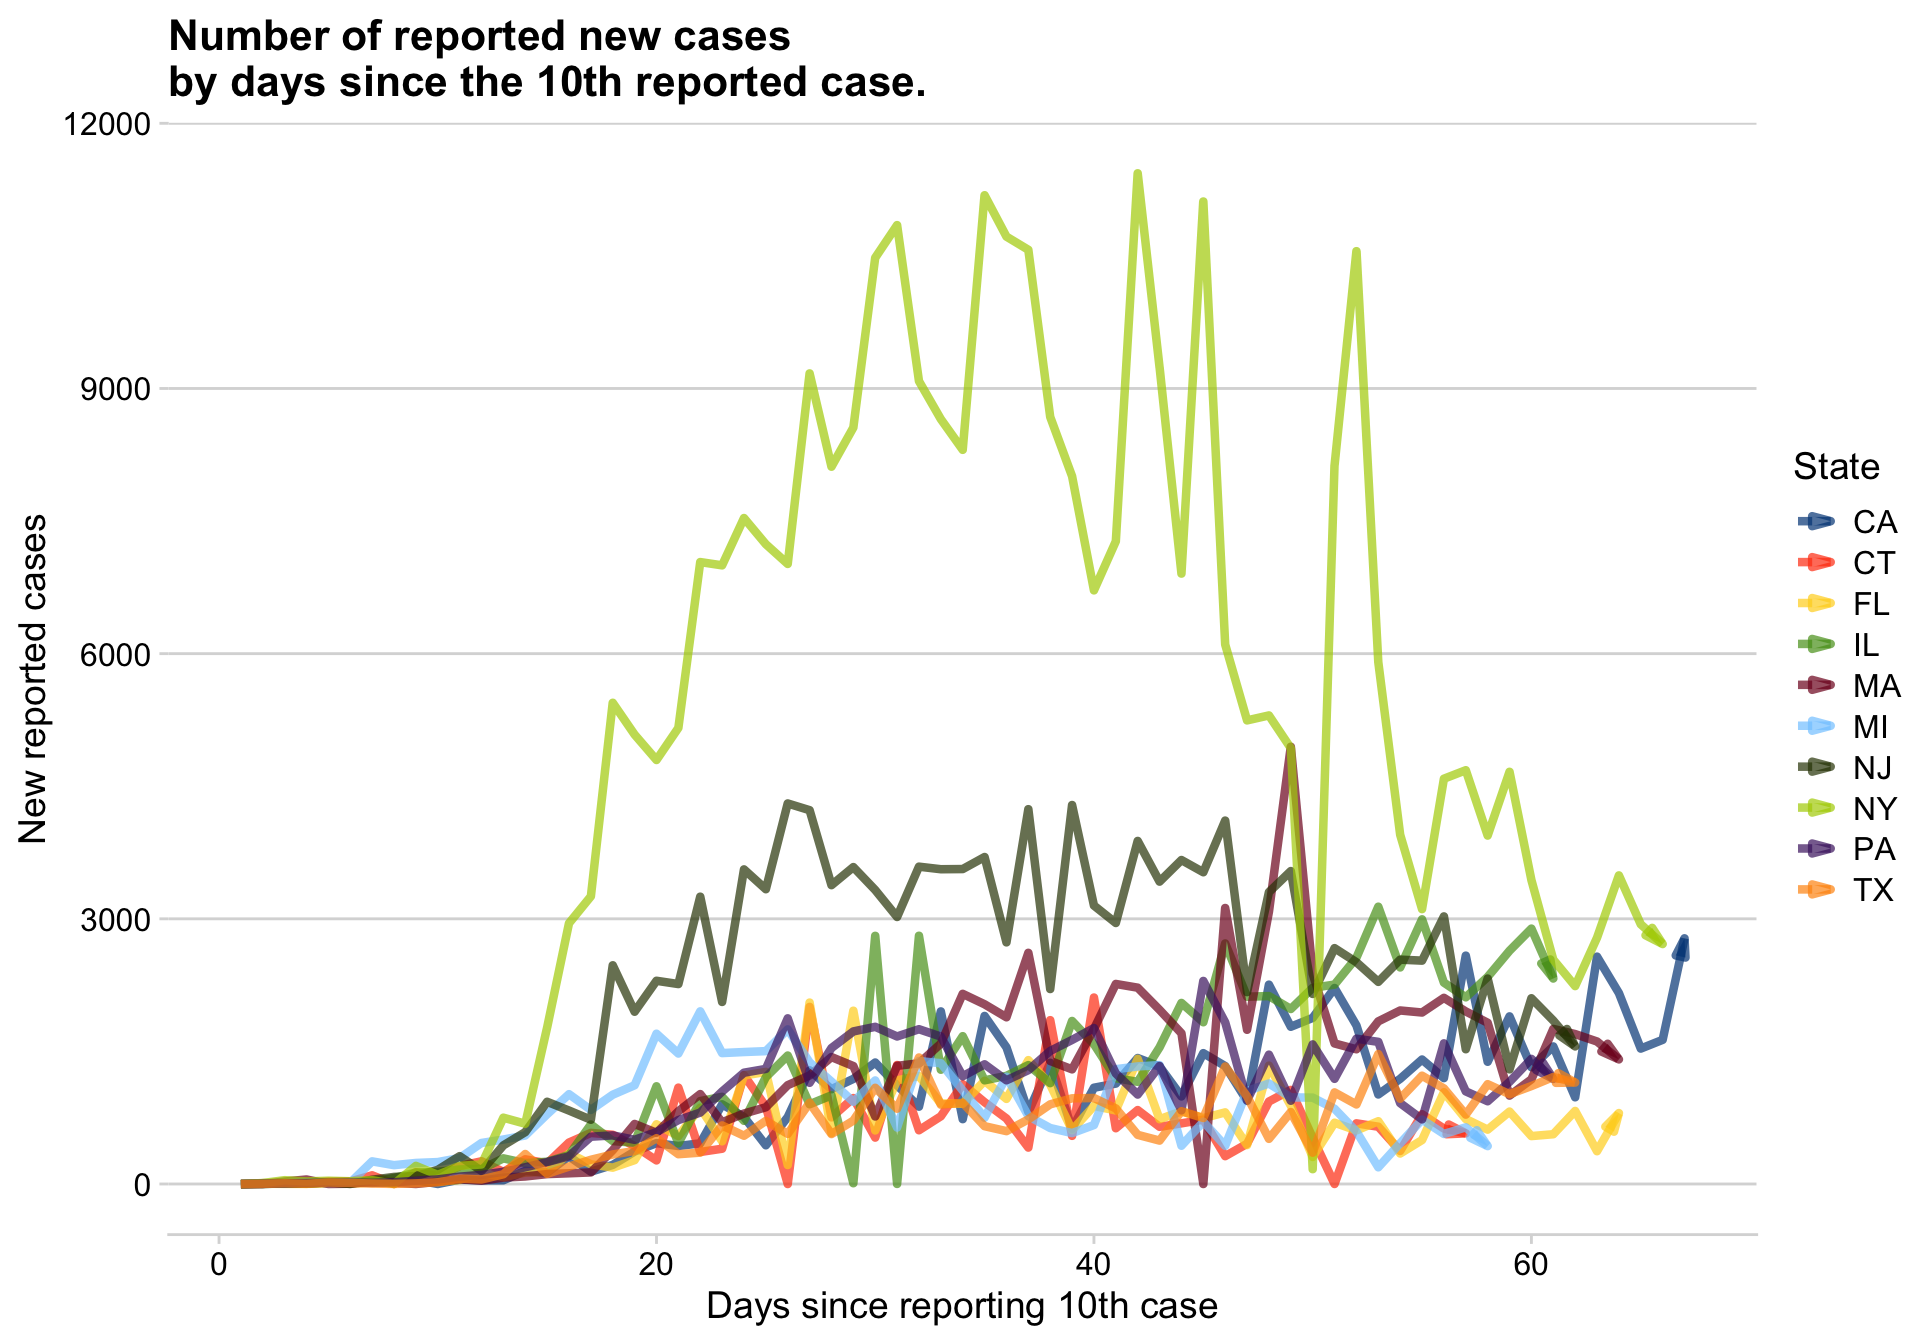 Number of reported new cases
by days since the 10th reported case.
12000
9000
6000
3000
0
New reported cases
0 20 40 60
Days since reporting 10th case
State
CA
CT
FL
IL
MA
MI
NJ
NY
PA
TX